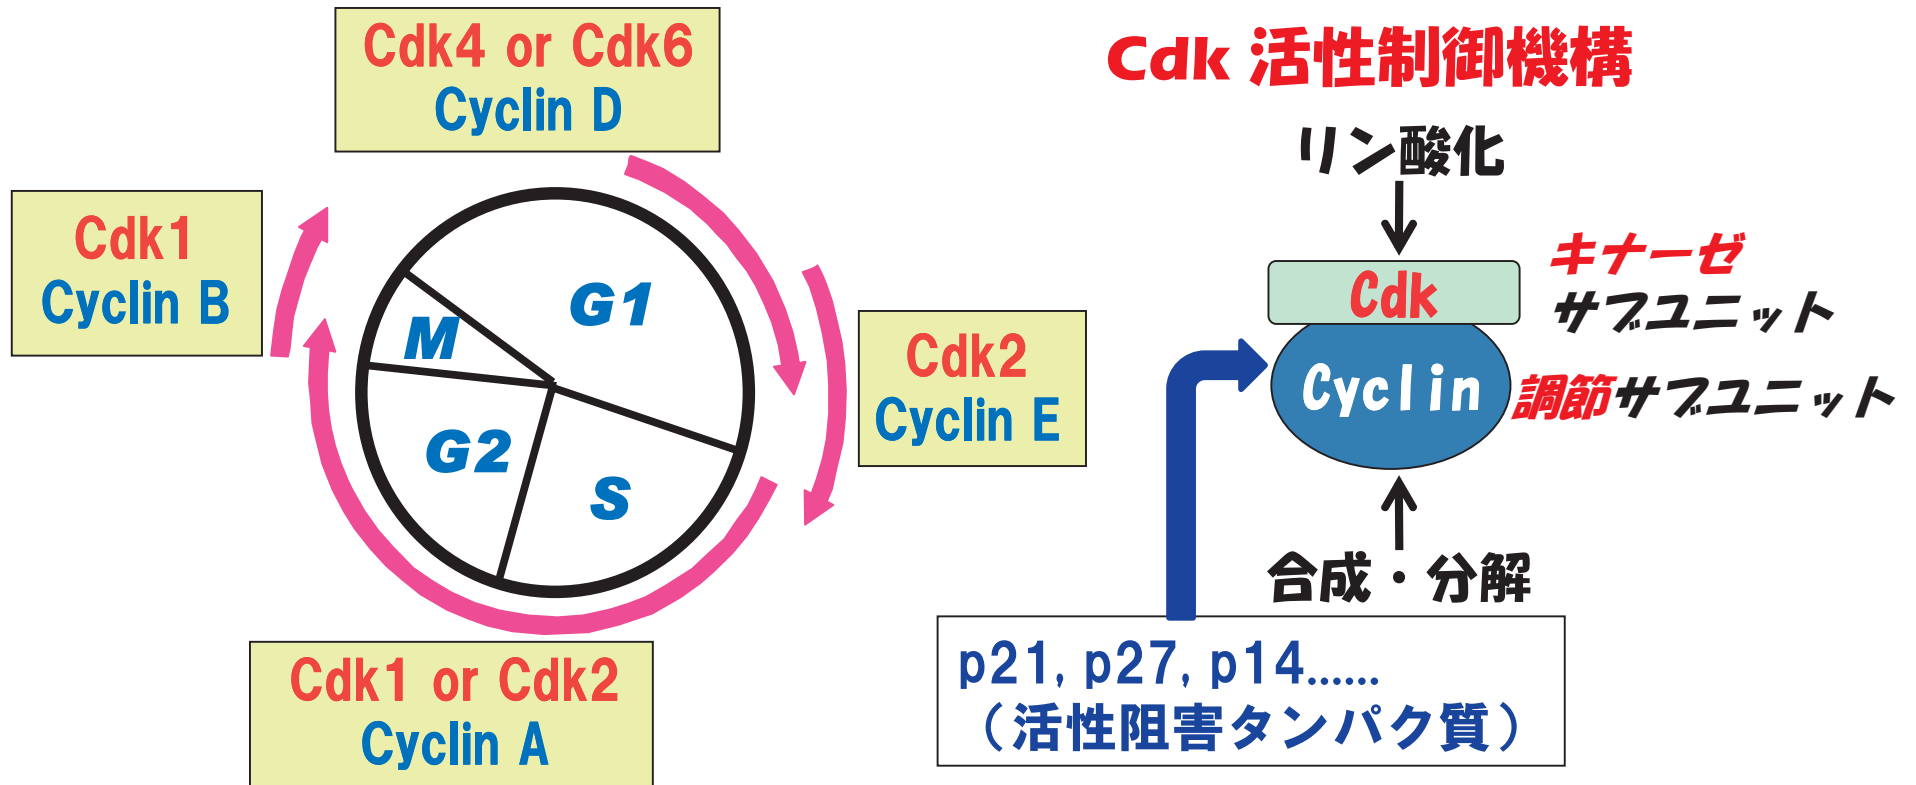 Cdk4 or Cdk6
Cyclin D
Cdk1
Cyclin B
G1
M
G2
S
Cdk2
Cyclin E
Cdk1 or Cdk2
Cyclin A
Cdk 活性制御機構
リン酸化
Cdk
キナーゼ
サブユニット
Cyclin
調節サブユニット
合成・分解
p21, p27, p14......
（活性阻害タンパク質）